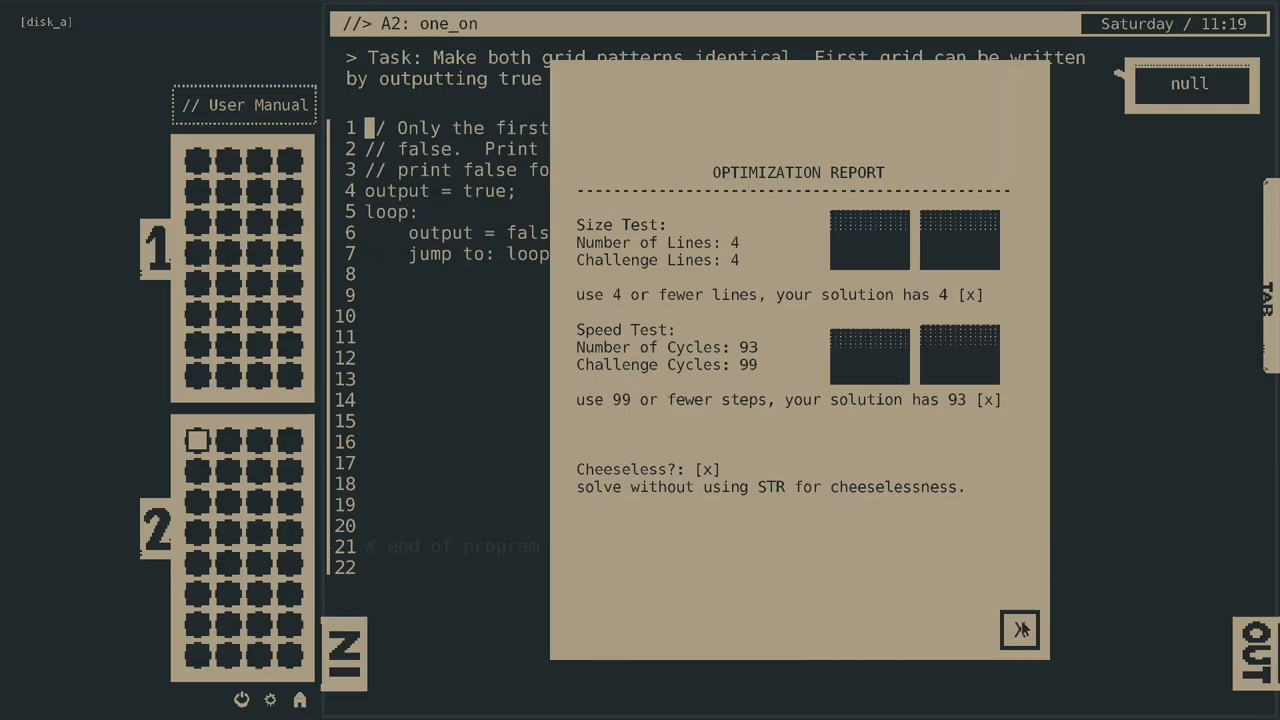 [disk_a]
//> A2: one_on
Saturday / 11:19
> Task: Make both grid patterns identical. First grid can be written
by outputting true
null
// User Manual
1 // Only the first
2 // false. Print
3 // print false fo
4 output = true;
5 loop:
6 output = fals
7 jump to: loop
8
9
10
11
12
13
14
15
16
17
18
19
20
21 # end of program
22
OPTIMIZATION REPORT
Size Test:
Number of Lines: 4
Challenge Lines: 4
use 4 or fewer lines, your solution has 4 [x]
Speed Test:
Number of Cycles: 93
Challenge Cycles: 99
use 99 or fewer steps, your solution has 93 [x]
Cheeseless?: [x]
solve without using STR for cheeselessness.
1
2
IN
TAB
OUT